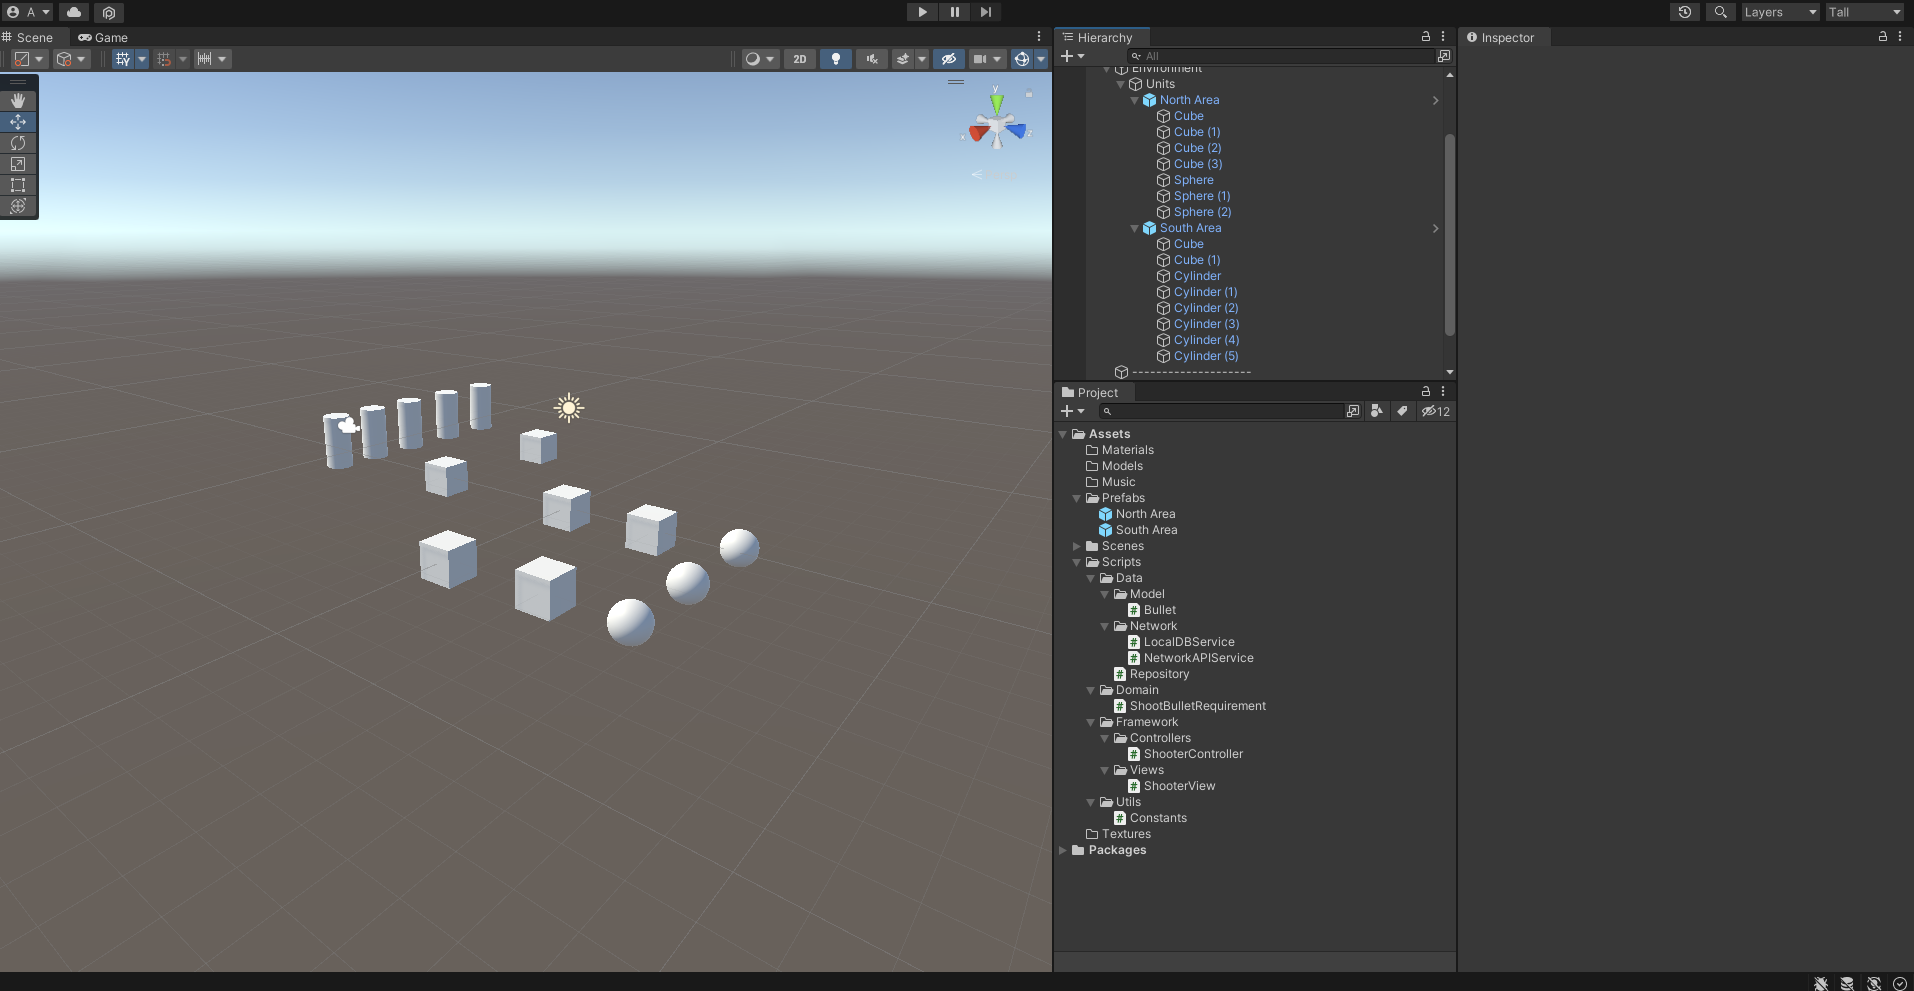 A
Layers
Tall
Scene
Game
2D
y
x
z
Hierarchy
All
Environment
Units
North Area
Cube
Cube (1)
Cube (2)
Cube (3)
Sphere
Sphere (1)
Sphere (2)
South Area
Cube
Cube (1)
Cylinder
Cylinder (1)
Cylinder (2)
Cylinder (3)
Cylinder (4)
Cylinder (5)
--------------------
Project
12
Assets
Materials
Models
Music
Prefabs
North Area
South Area
Scenes
Scripts
Data
Model
Bullet
Network
LocalDBService
NetworkAPIService
Repository
Domain
ShootBulletRequirement
Framework
Controllers
ShooterController
Views
ShooterView
Utils
Constants
Textures
Packages
Inspector